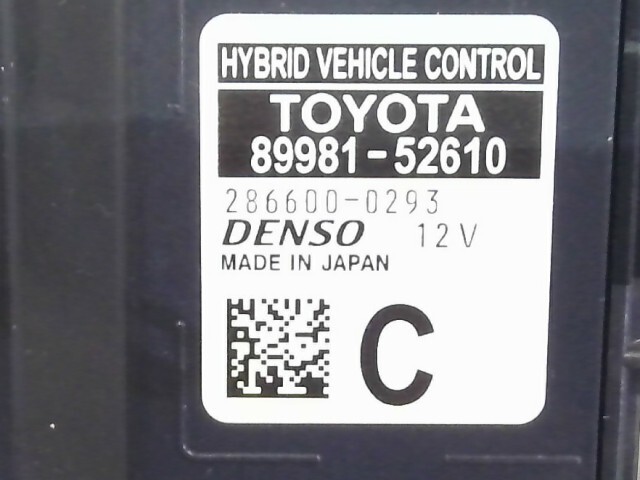 HYBRID VEHICLE CONTROL
TOYOTA
89981-52610
286600-0293
DENSO 12V
MADE IN JAPAN
C